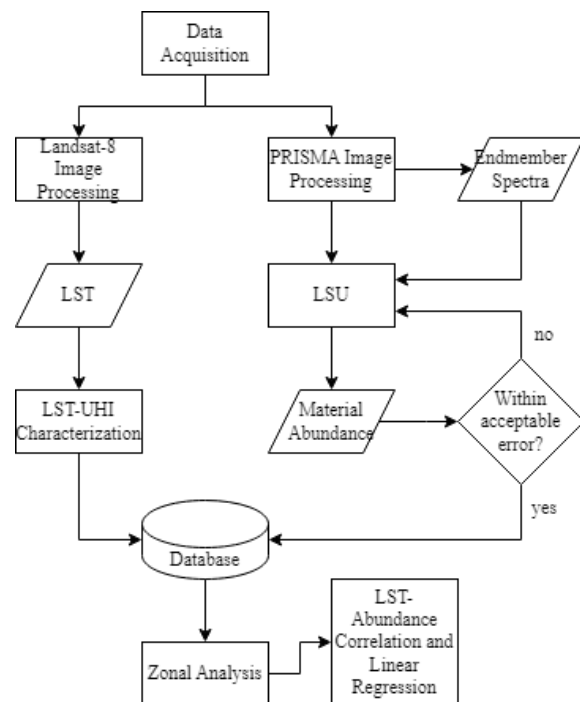 Data
Acquisition
Landsat-8
Image
Processing
PRISMA Image
Processing
Endmember
Spectra
LST
LSU
no
LST-UHI
Characterization
Material
Abundance
Within
acceptable
error?
yes
Database
LST-
Abundance
Correlation and
Linear
Regression
Zonal Analysis